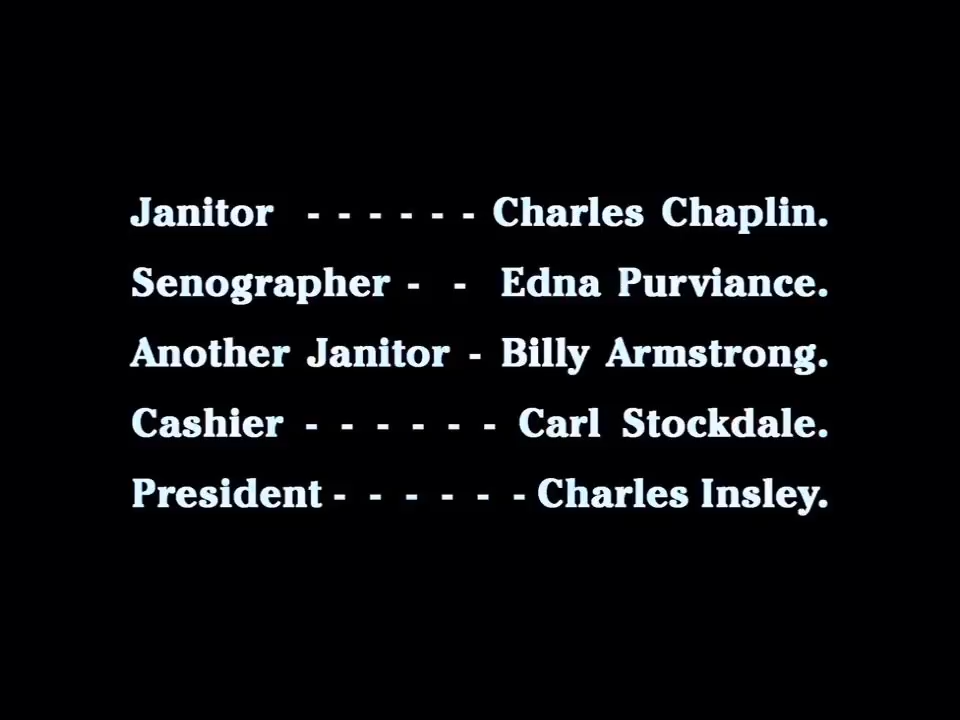 Janitor - - - - - - Charles Chaplin.
Senographer - - Edna Purviance.
Another Janitor - Billy Armstrong.
Cashier - - - - - - Carl Stockdale.
President - - - - - - Charles Insley.